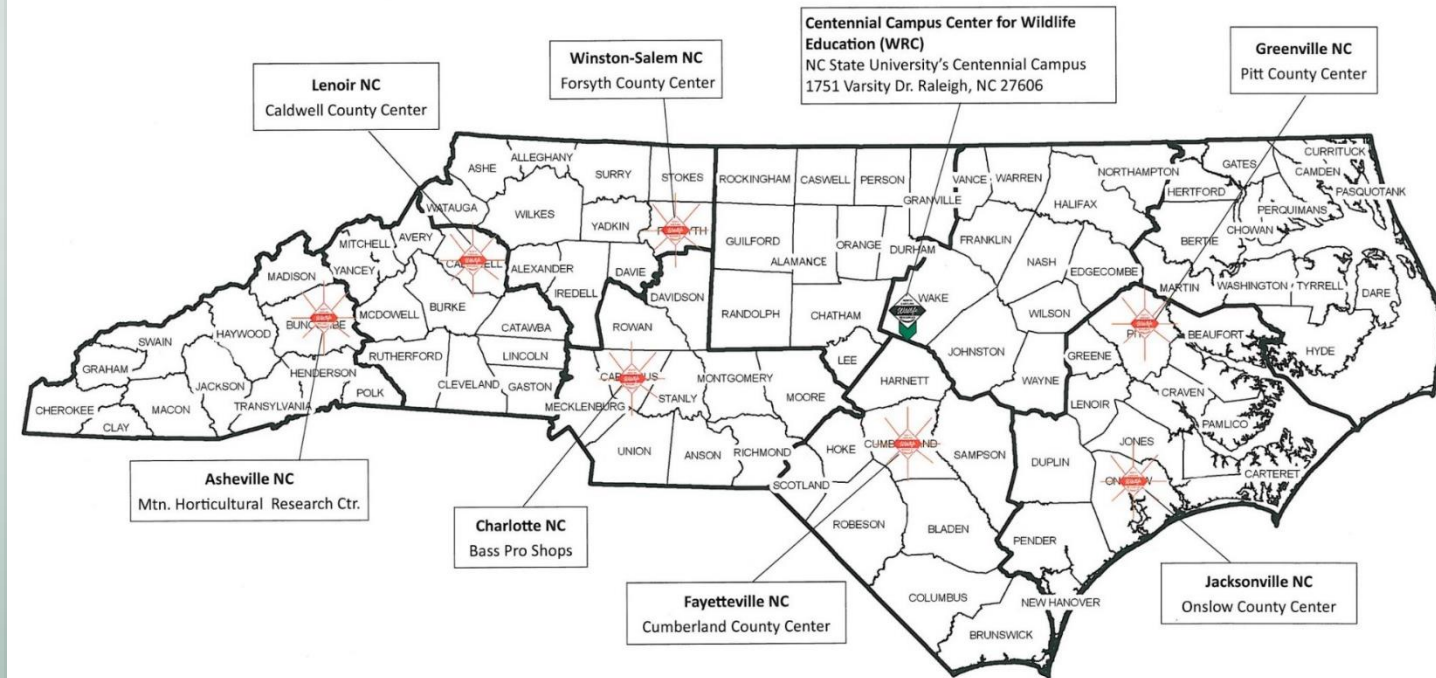 Centennial Campus Center for Wildlife
Education (WRC)
NC State University's Centennial Campus
1751 Varsity Dr. Raleigh, NC 27606
Winston-Salem NC
Forsyth County Center
Greenville NC
Pitt County Center
Lenoir NC
Caldwell County Center
ASHE
ALLEGHANY
SURRY
STOKES
ROCKINGHAM
CASWELL
PERSON
GRANVILLE
VANCE
WARREN
NORTHAMPTON
GATES
CURRITUCK
CAMDEN
PASQUOTANK
HERTFORD
PERQUIMANS
CHOWAN
HALIFAX
WATAUGA
WILKES
YADKIN
GUILFORD
ALAMANCE
ORANGE
DURHAM
FRANKLIN
NASH
EDGECOMBE
BERTIE
MARTIN
WASHINGTON
TYRRELL
DARE
MITCHELL
AVERY
YANCEY
MADISON
ALEXANDER
IREDELL
DAVIE
DAVIDSON
RANDOLPH
CHATHAM
WAKE
WILSON
BEAUFORT
HYDE
BURKE
MCDOWELL
CATAWBA
ROWAN
LEE
JOHNSTON
GREENE
SWAIN
HAYWOOD
GRAHAM
JACKSON
HENDERSON
RUTHERFORD
LINCOLN
CLEVELAND
GASTON
POLK
CHEROKEE
CLAY
MACON
TRANSYLVANIA
MECKLENBURG
STANLY
MONTGOMERY
MOORE
HARNETT
WAYNE
LENOIR
CRAVEN
PAMLICO
JONES
CARTERET
UNION
ANSON
RICHMOND
HOKE
SCOTLAND
SAMPSON
DUPLIN
ROBESON
BLADEN
PENDER
COLUMBUS
NEW HANOVER
BRUNSWICK
Asheville NC
Mtn. Horticultural Research Ctr.
Charlotte NC
Bass Pro Shops
Fayetteville NC
Cumberland County Center
Jacksonville NC
Onslow County Center